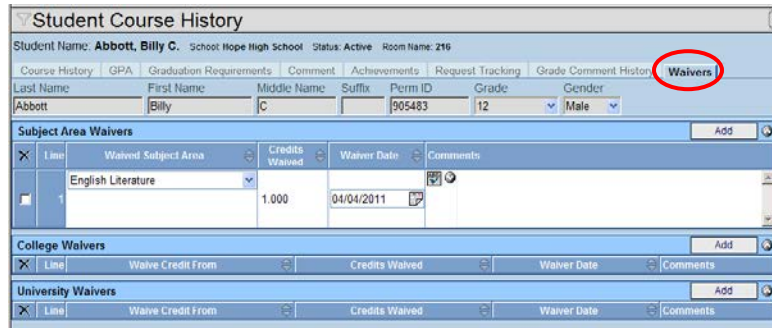 Student Course History
Student Name: Abbott, Billy C. School: Hope High School Status: Active Room Name: 216
Course History GPA Graduation Requirements Comment Achievements Request Tracking Grade Comment History Waivers
Last Name First Name Middle Name Suffix Perm ID Grade Gender
Abbott Billy C 905483 12 Male
Subject Area Waivers Add
X Line Waived Subject Area Credits Waived Waiver Date Comments
1 English Literature 1.000 04/04/2011
College Waivers Add
X Line Waive Credit From Credits Waived Waiver Date Comments
University Waivers Add
X Line Waive Credit From Credits Waived Waiver Date Comments